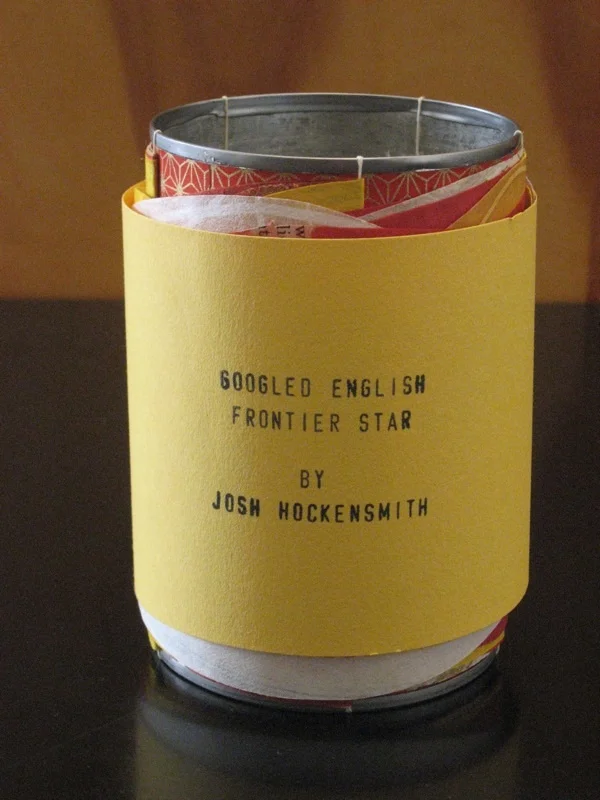 GOOGLED ENGLISH
FRONTIER STAR
BY
JOSH HOCKENSMITH